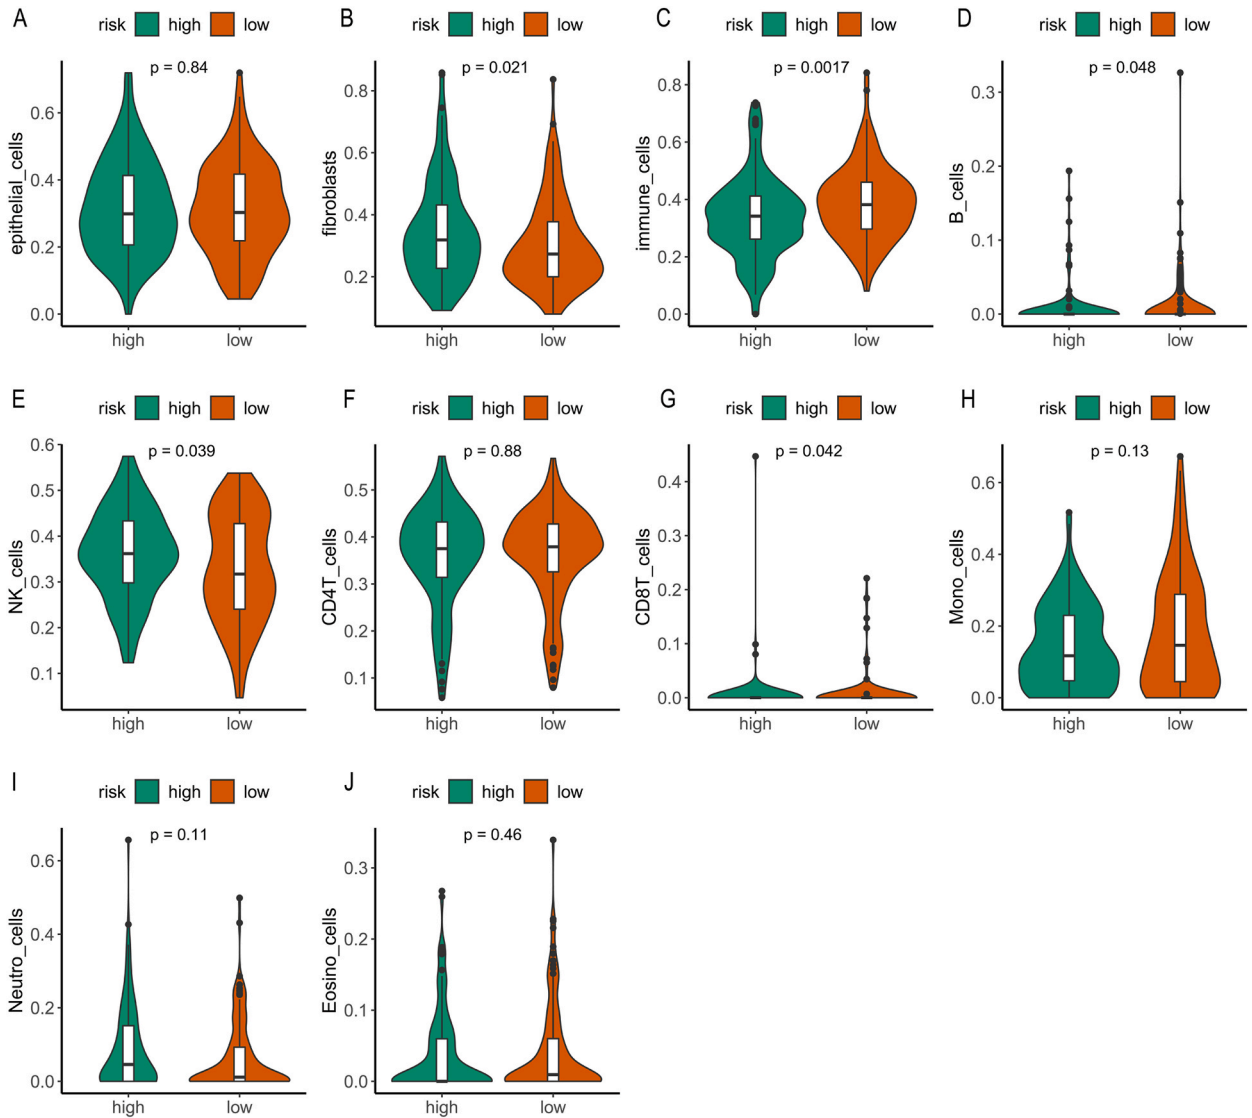 A
risk high low
p = 0.84
epithelial_cells
0.6
0.4
0.2
0.0
high low
B
risk high low
p = 0.021
fibroblasts
0.8
0.6
0.4
0.2
high low
C
risk high low
p = 0.0017
immune_cells
0.8
0.6
0.4
0.2
0.0
high low
D
risk high low
p = 0.048
B_cells
0.3
0.2
0.1
0.0
high low
E
risk high low
p = 0.039
NK_cells
0.6
0.5
0.4
0.3
0.2
0.1
high low
F
risk high low
p = 0.88
CD4T_cells
0.5
0.4
0.3
0.2
0.1
high low
G
risk high low
p = 0.042
CD8T_cells
0.4
0.3
0.2
0.1
0.0
high low
H
risk high low
p = 0.13
Mono_cells
0.6
0.4
0.2
0.0
high low
I
risk high low
p = 0.11
Neutro_cells
0.6
0.4
0.2
0.0
high low
J
risk high low
p = 0.46
Eosino_cells
0.3
0.2
0.1
0.0
high low